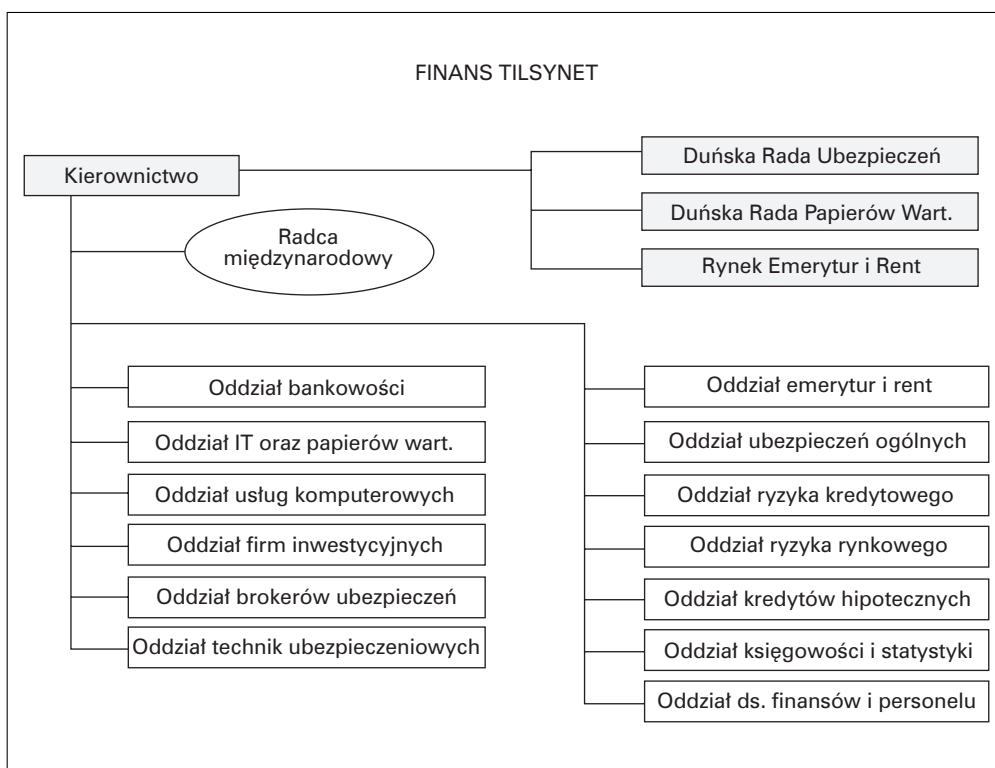 FINANS TILSYNET
Kierownictwo
Duńska Rada Ubezpieczeń
Duńska Rada Papierów Wart.
Rynek Emerytur i Rent
Radca
międzynarodowy
Oddział bankowości
Oddział IT oraz papierów wart.
Oddział usług komputerowych
Oddział firm inwestycyjnych
Oddział brokerów ubezpieczeń
Oddział technik ubezpieczeniowych
Oddział emerytur i rent
Oddział ubezpieczeń ogólnych
Oddział ryzyka kredytowego
Oddział ryzyka rynkowego
Oddział kredytów hipotecznych
Oddział księgowości i statystyki
Oddział ds. finansów i personelu